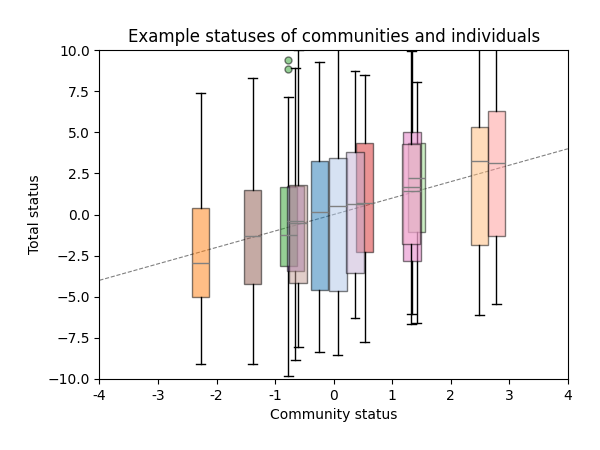 Example statuses of communities and individuals
Total status
10.0
7.5
5.0
2.5
0.0
−2.5
−5.0
−7.5
−10.0
-4 -3 -2 -1 0 1 2 3 4
Community status